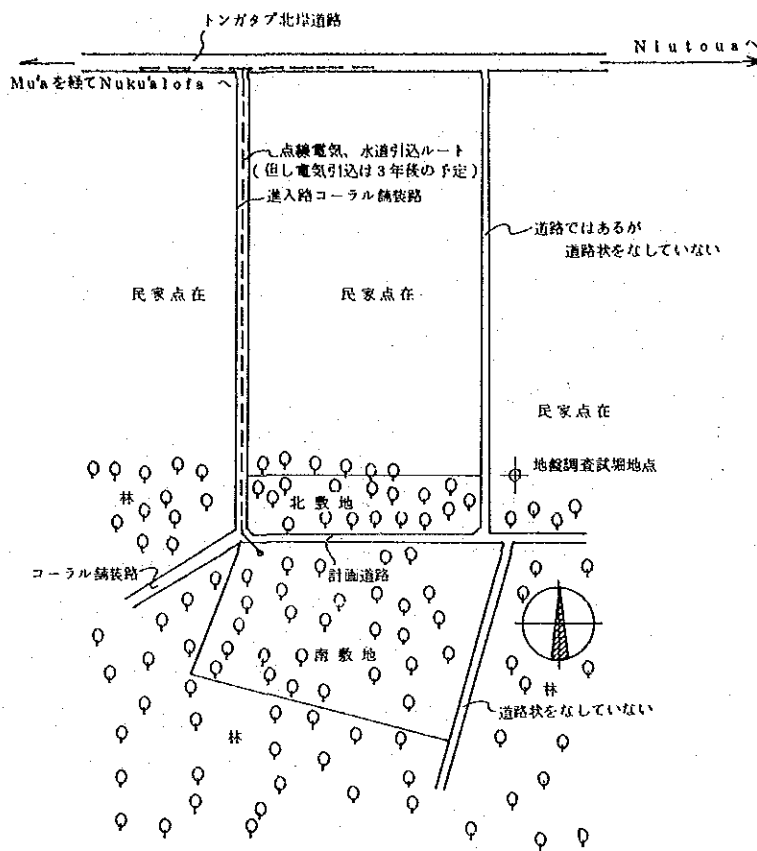 トンガタプ北岸道路
Niutouaへ
Mu'aを経てNuku'alofa へ
点線電気、水道引込ルート
(但し電気引込は3年後の予定)
進入路コーラル舗装路
道路ではあるが
道路状をなしていない
民家点在
民家点在
民家点在
地盤調査試掘地点
林
北敷地
コーラル舗装路
計画道路
南敷地
林
道路状をなしていない
林